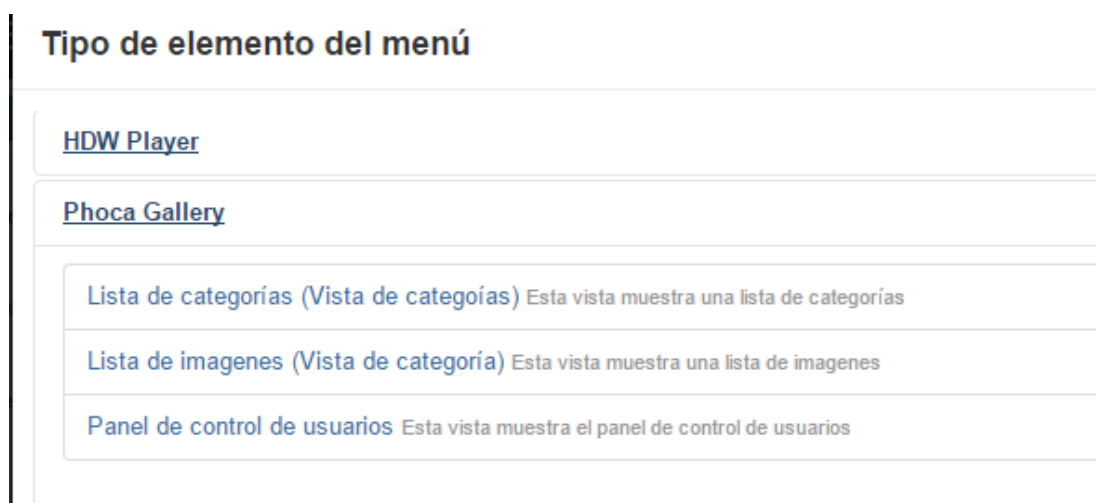 Tipo de elemento del menú
HDW Player
Phoca Gallery
Lista de categorías (Vista de categoías) Esta vista muestra una lista de categorías
Lista de imagenes (Vista de categoría) Esta vista muestra una lista de imagenes
Panel de control de usuarios Esta vista muestra el panel de control de usuarios